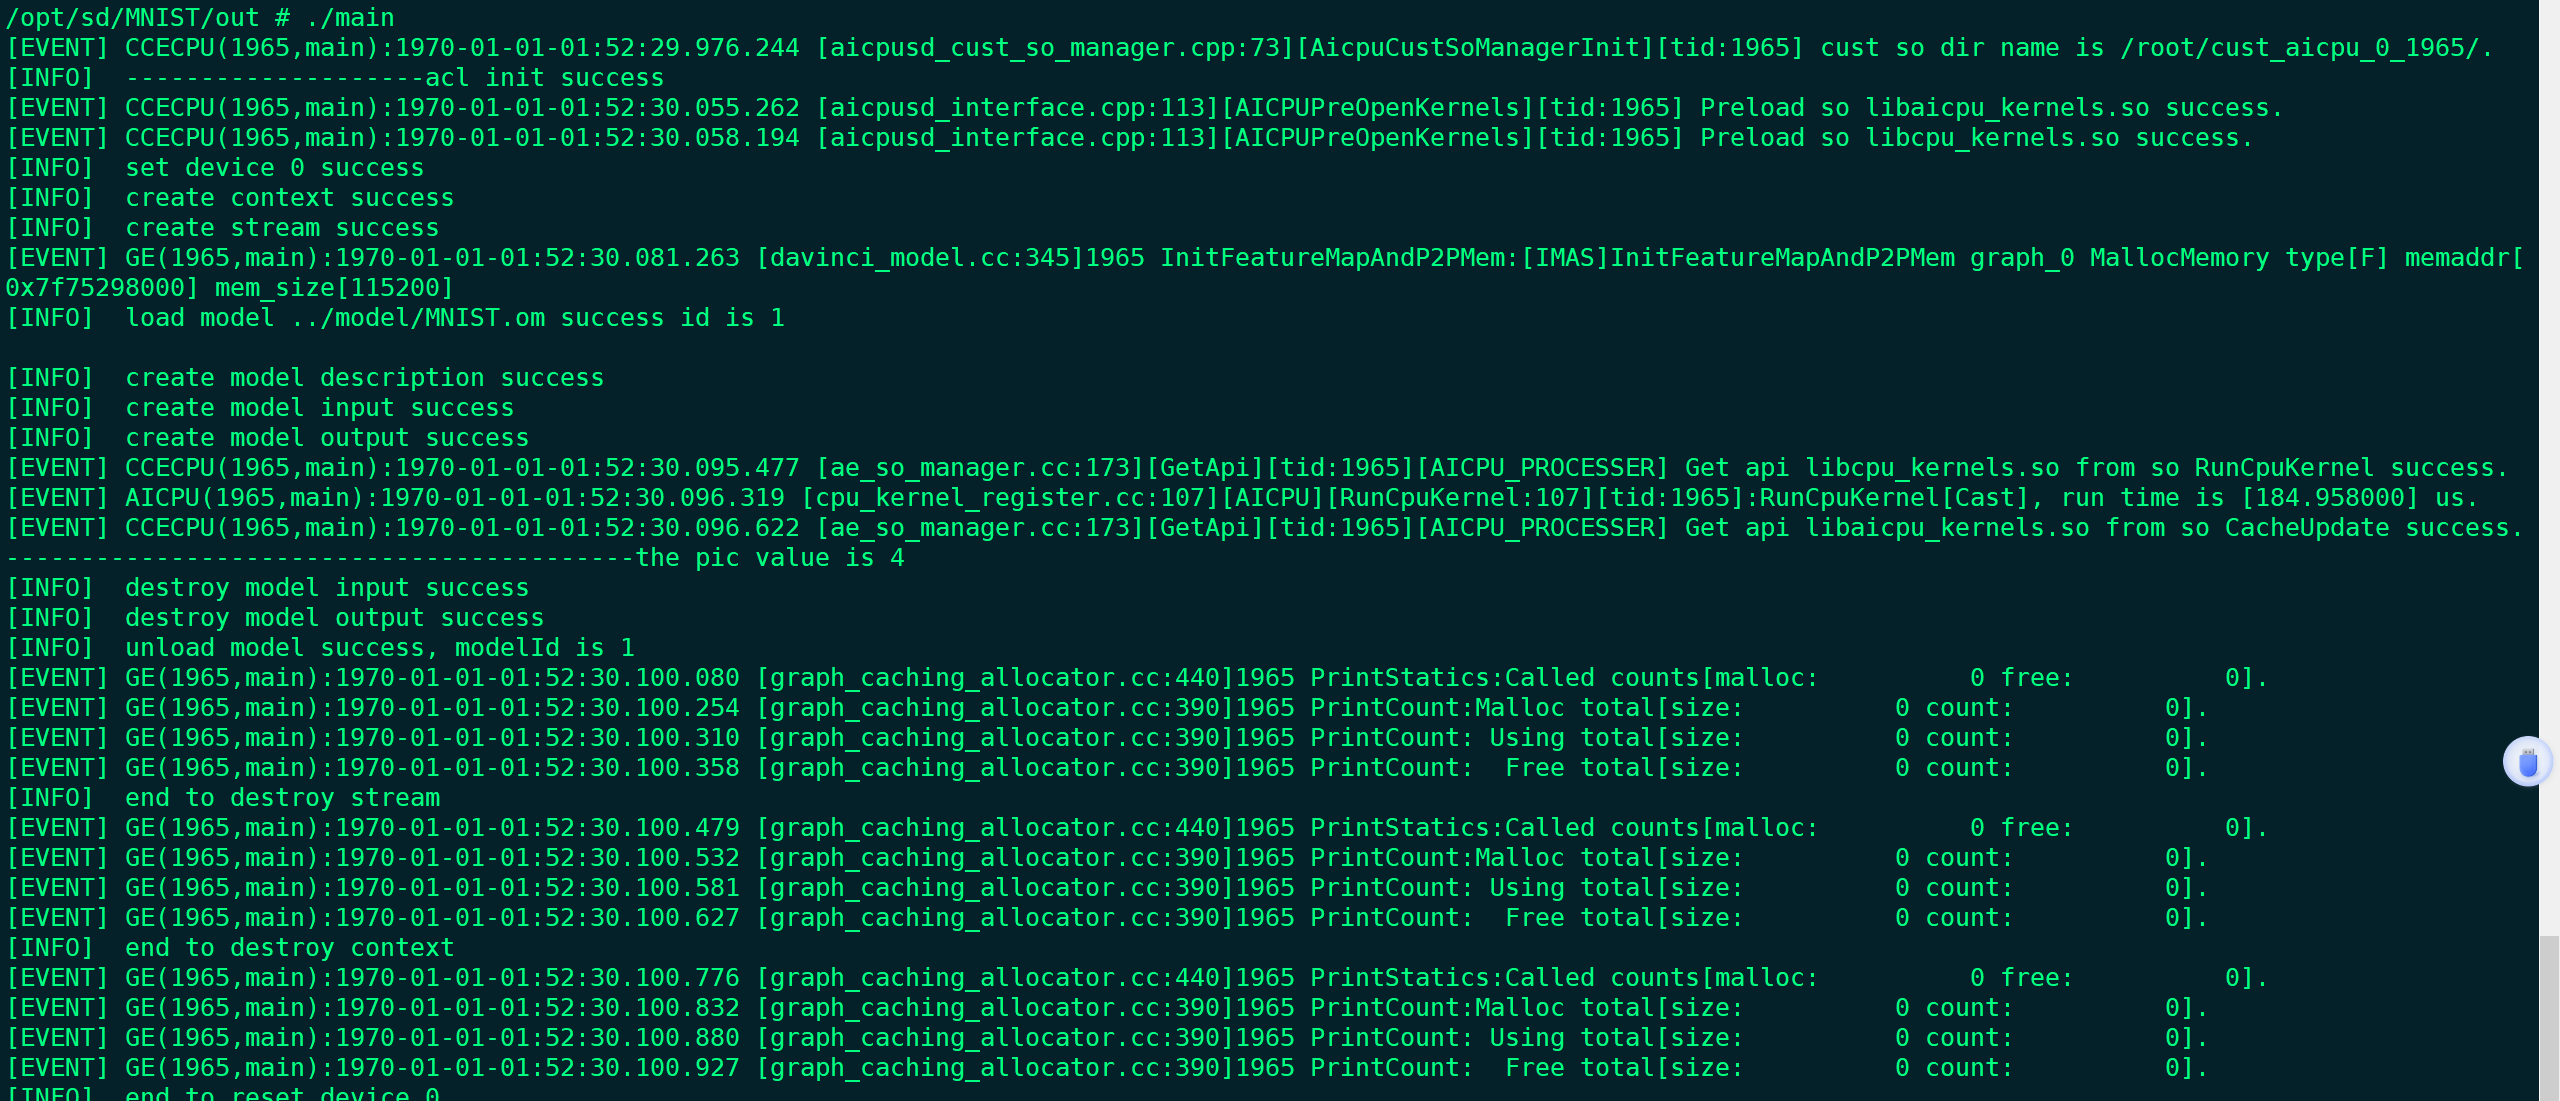 /opt/sd/MNIST/out # ./main
[EVENT] CCECPU(1965,main):1970-01-01-01:52:29.976.244 [aicpusd_cust_so_manager.cpp:73][AicpuCustSoManagerInit][tid:1965] cust so dir name is /root/cust_aicpu_0_1965/.
[INFO]  --------------------acl init success
[EVENT] CCECPU(1965,main):1970-01-01-01:52:30.055.262 [aicpusd_interface.cpp:113][AICPUPreOpenKernels][tid:1965] Preload so libaicpu_kernels.so success.
[EVENT] CCECPU(1965,main):1970-01-01-01:52:30.058.194 [aicpusd_interface.cpp:113][AICPUPreOpenKernels][tid:1965] Preload so libcpu_kernels.so success.
[INFO]  set device 0 success
[INFO]  create context success
[INFO]  create stream success
[EVENT] GE(1965,main):1970-01-01-01:52:30.081.263 [davinci_model.cc:345]1965 InitFeatureMapAndP2PMem:[IMAS]InitFeatureMapAndP2PMem graph_0 MallocMemory type[F] memaddr[
0x7f75298000] mem_size[115200]
[INFO]  load model ../model/MNIST.om success id is 1

[INFO]  create model description success
[INFO]  create model input success
[INFO]  create model output success
[EVENT] CCECPU(1965,main):1970-01-01-01:52:30.095.477 [ae_so_manager.cc:173][GetApi][tid:1965][AICPU_PROCESSER] Get api libcpu_kernels.so from so RunCpuKernel success.
[EVENT] AICPU(1965,main):1970-01-01-01:52:30.096.319 [cpu_kernel_register.cc:107][AICPU][RunCpuKernel:107][tid:1965]:RunCpuKernel[Cast], run time is [184.958000] us.
[EVENT] CCECPU(1965,main):1970-01-01-01:52:30.096.622 [ae_so_manager.cc:173][GetApi][tid:1965][AICPU_PROCESSER] Get api libaicpu_kernels.so from so CacheUpdate success.
------------------------------------------the pic value is 4
[INFO]  destroy model input success
[INFO]  destroy model output success
[INFO]  unload model success, modelId is 1
[EVENT] GE(1965,main):1970-01-01-01:52:30.100.080 [graph_caching_allocator.cc:440]1965 PrintStatics:Called counts[malloc:          0 free:          0].
[EVENT] GE(1965,main):1970-01-01-01:52:30.100.254 [graph_caching_allocator.cc:390]1965 PrintCount:Malloc total[size:          0 count:          0].
[EVENT] GE(1965,main):1970-01-01-01:52:30.100.310 [graph_caching_allocator.cc:390]1965 PrintCount: Using total[size:          0 count:          0].
[EVENT] GE(1965,main):1970-01-01-01:52:30.100.358 [graph_caching_allocator.cc:390]1965 PrintCount:  Free total[size:          0 count:          0].
[INFO]  end to destroy stream
[EVENT] GE(1965,main):1970-01-01-01:52:30.100.479 [graph_caching_allocator.cc:440]1965 PrintStatics:Called counts[malloc:          0 free:          0].
[EVENT] GE(1965,main):1970-01-01-01:52:30.100.532 [graph_caching_allocator.cc:390]1965 PrintCount:Malloc total[size:          0 count:          0].
[EVENT] GE(1965,main):1970-01-01-01:52:30.100.581 [graph_caching_allocator.cc:390]1965 PrintCount: Using total[size:          0 count:          0].
[EVENT] GE(1965,main):1970-01-01-01:52:30.100.627 [graph_caching_allocator.cc:390]1965 PrintCount:  Free total[size:          0 count:          0].
[INFO]  end to destroy context
[EVENT] GE(1965,main):1970-01-01-01:52:30.100.776 [graph_caching_allocator.cc:440]1965 PrintStatics:Called counts[malloc:          0 free:          0].
[EVENT] GE(1965,main):1970-01-01-01:52:30.100.832 [graph_caching_allocator.cc:390]1965 PrintCount:Malloc total[size:          0 count:          0].
[EVENT] GE(1965,main):1970-01-01-01:52:30.100.880 [graph_caching_allocator.cc:390]1965 PrintCount: Using total[size:          0 count:          0].
[EVENT] GE(1965,main):1970-01-01-01:52:30.100.927 [graph_caching_allocator.cc:390]1965 PrintCount:  Free total[size:          0 count:          0].
[INFO]  end to reset device 0